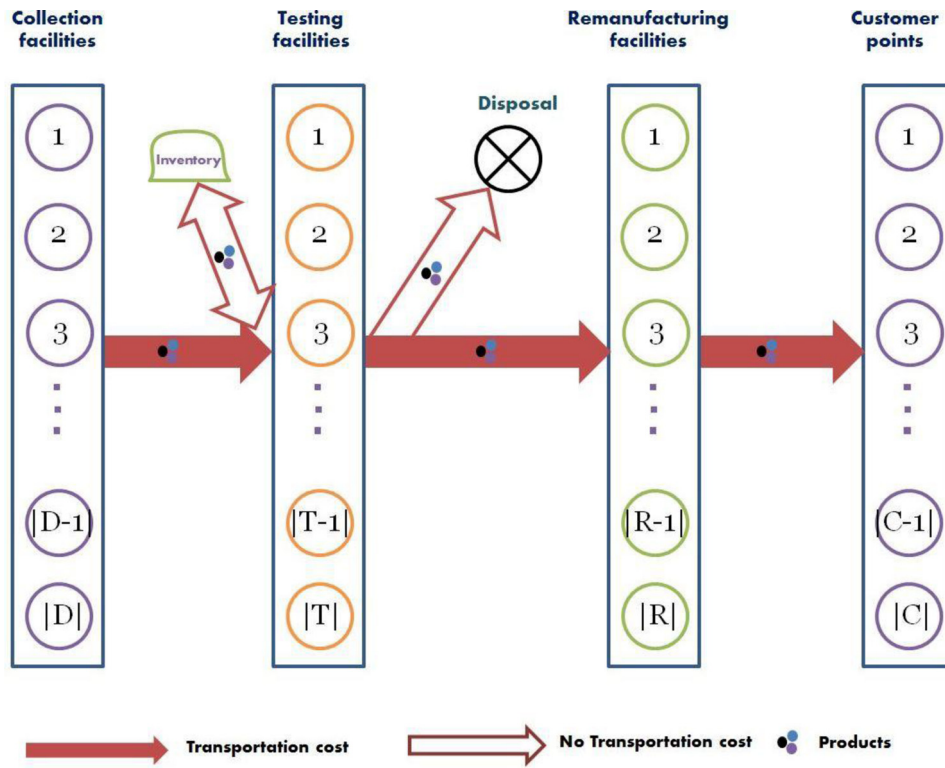 Collection
facilities
Testing
facilities
Remanufacturing
facilities
Customer
points
Disposal
Inventory
1
1
1
1
2
2
2
2
3
3
3
3
|D-1|
|T-1|
|R-1|
|C-1|
|D|
|T|
|R|
|C|
Transportation cost
No Transportation cost
Products